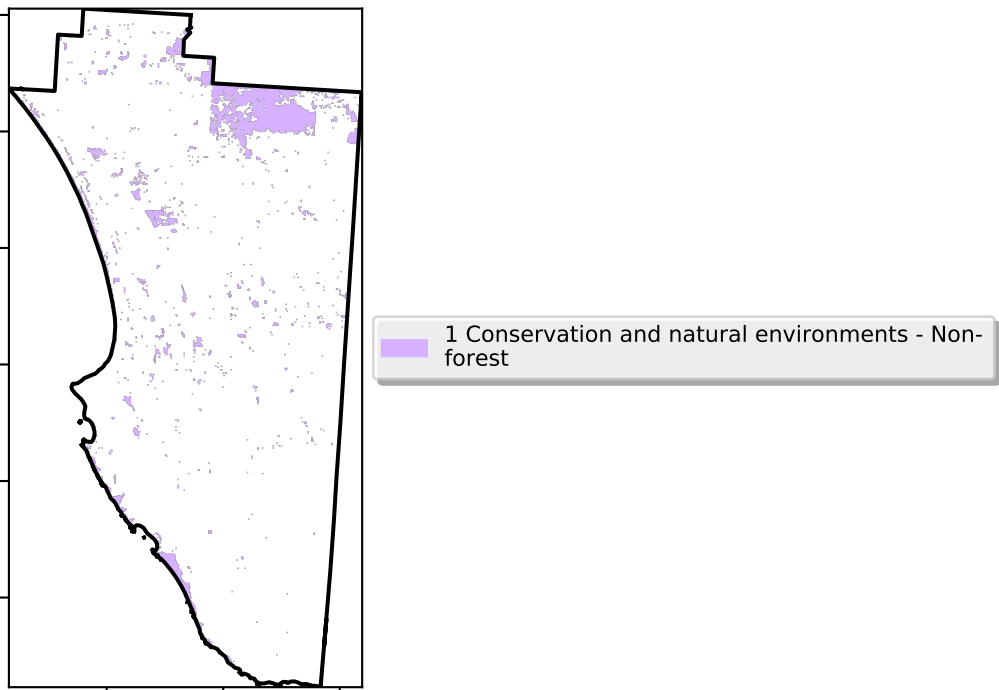 1 Conservation and natural environments - Non-
forest